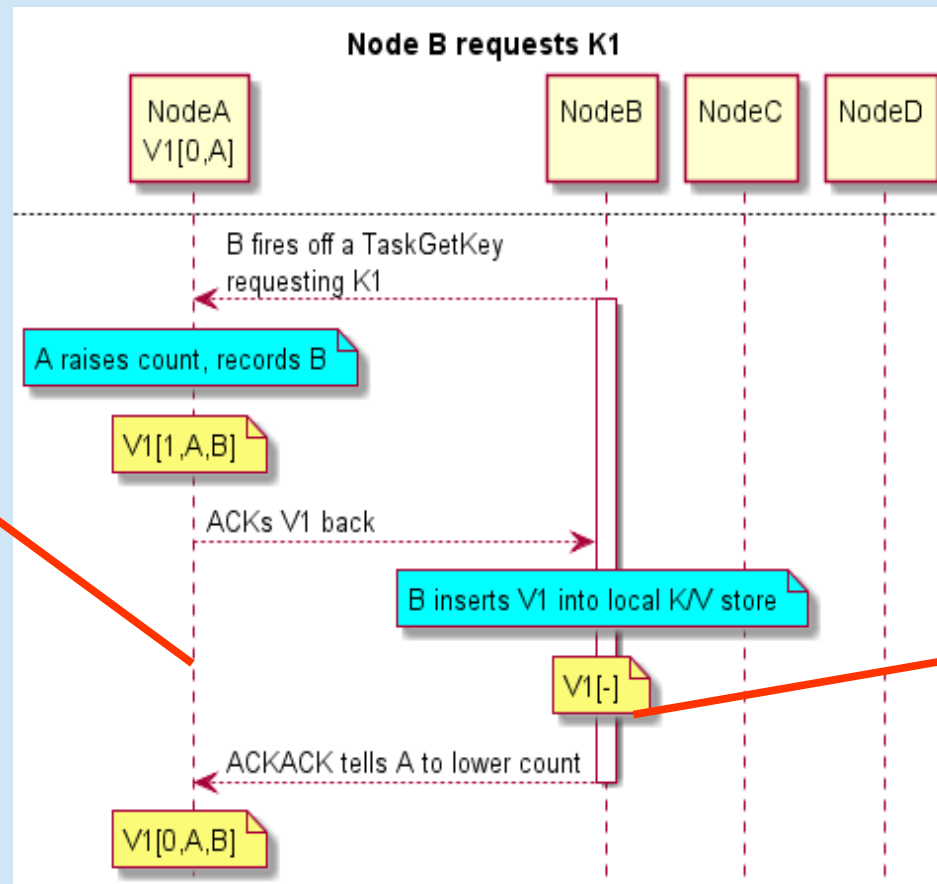 Node B requests K1
NodeA
V1[0,A]
NodeB
NodeC
NodeD
B fires off a TaskGetKey
requesting K1
A raises count, records B
V1[1,A,B]
ACKs V1 back
B inserts V1 into local K/V store
V1[-]
ACKACK tells A to lower count
V1[0,A,B]